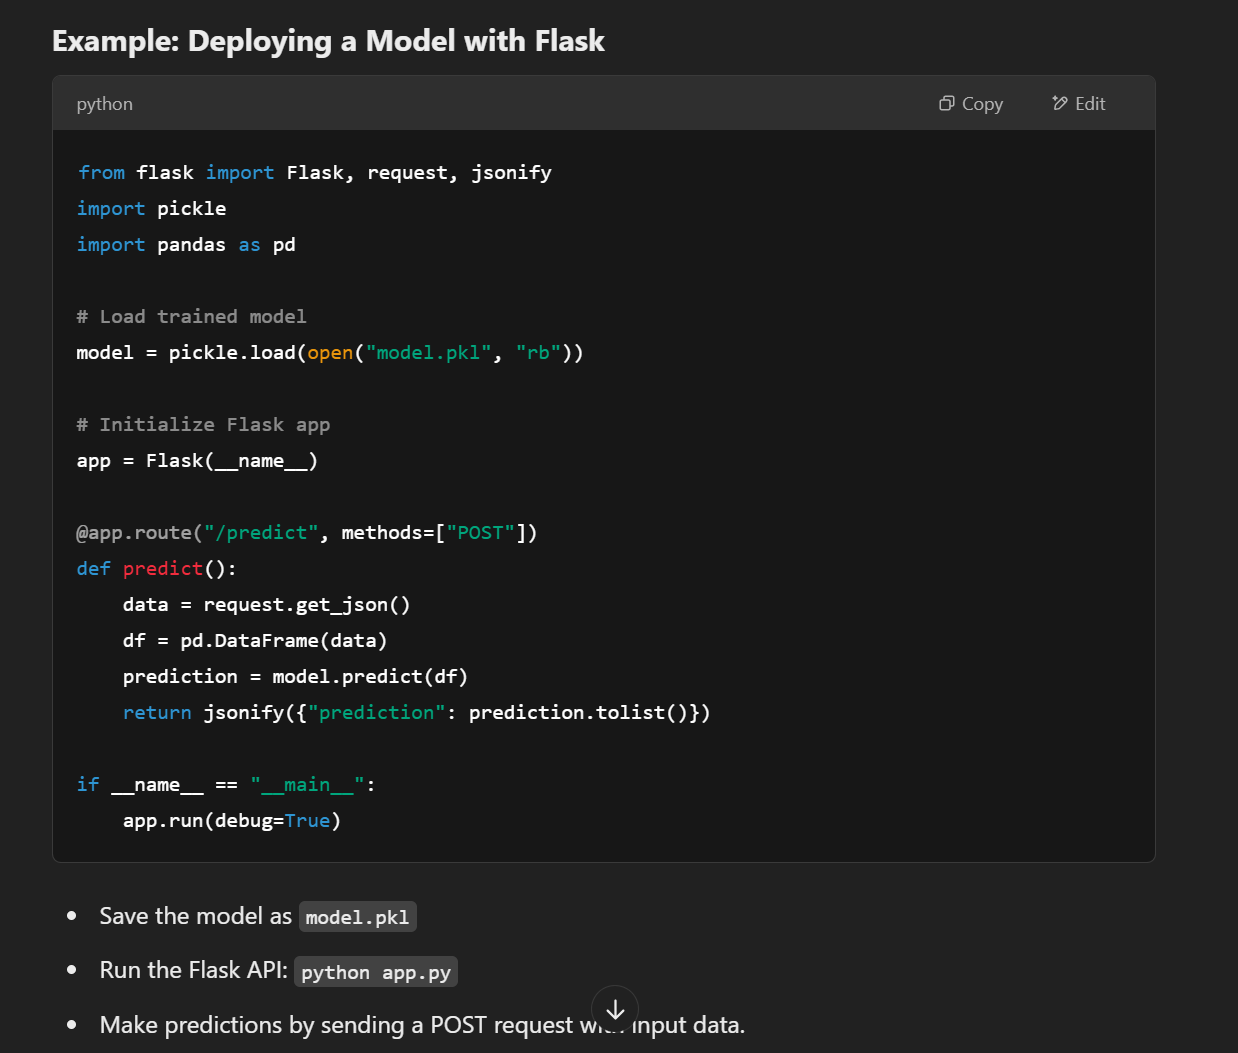 Example: Deploying a Model with Flask
python Copy Edit
from flask import Flask, request, jsonify
import pickle
import pandas as pd
# Load trained model
model = pickle.load(open("model.pkl", "rb"))
# Initialize Flask app
app = Flask(__name__)
@app.route("/predict", methods=["POST"])
def predict():
    data = request.get_json()
    df = pd.DataFrame(data)
    prediction = model.predict(df)
    return jsonify({"prediction": prediction.tolist()})
if __name__ == "__main__":
    app.run(debug=True)
• Save the model as model.pkl
• Run the Flask API: python app.py
• Make predictions by sending a POST request with input data.